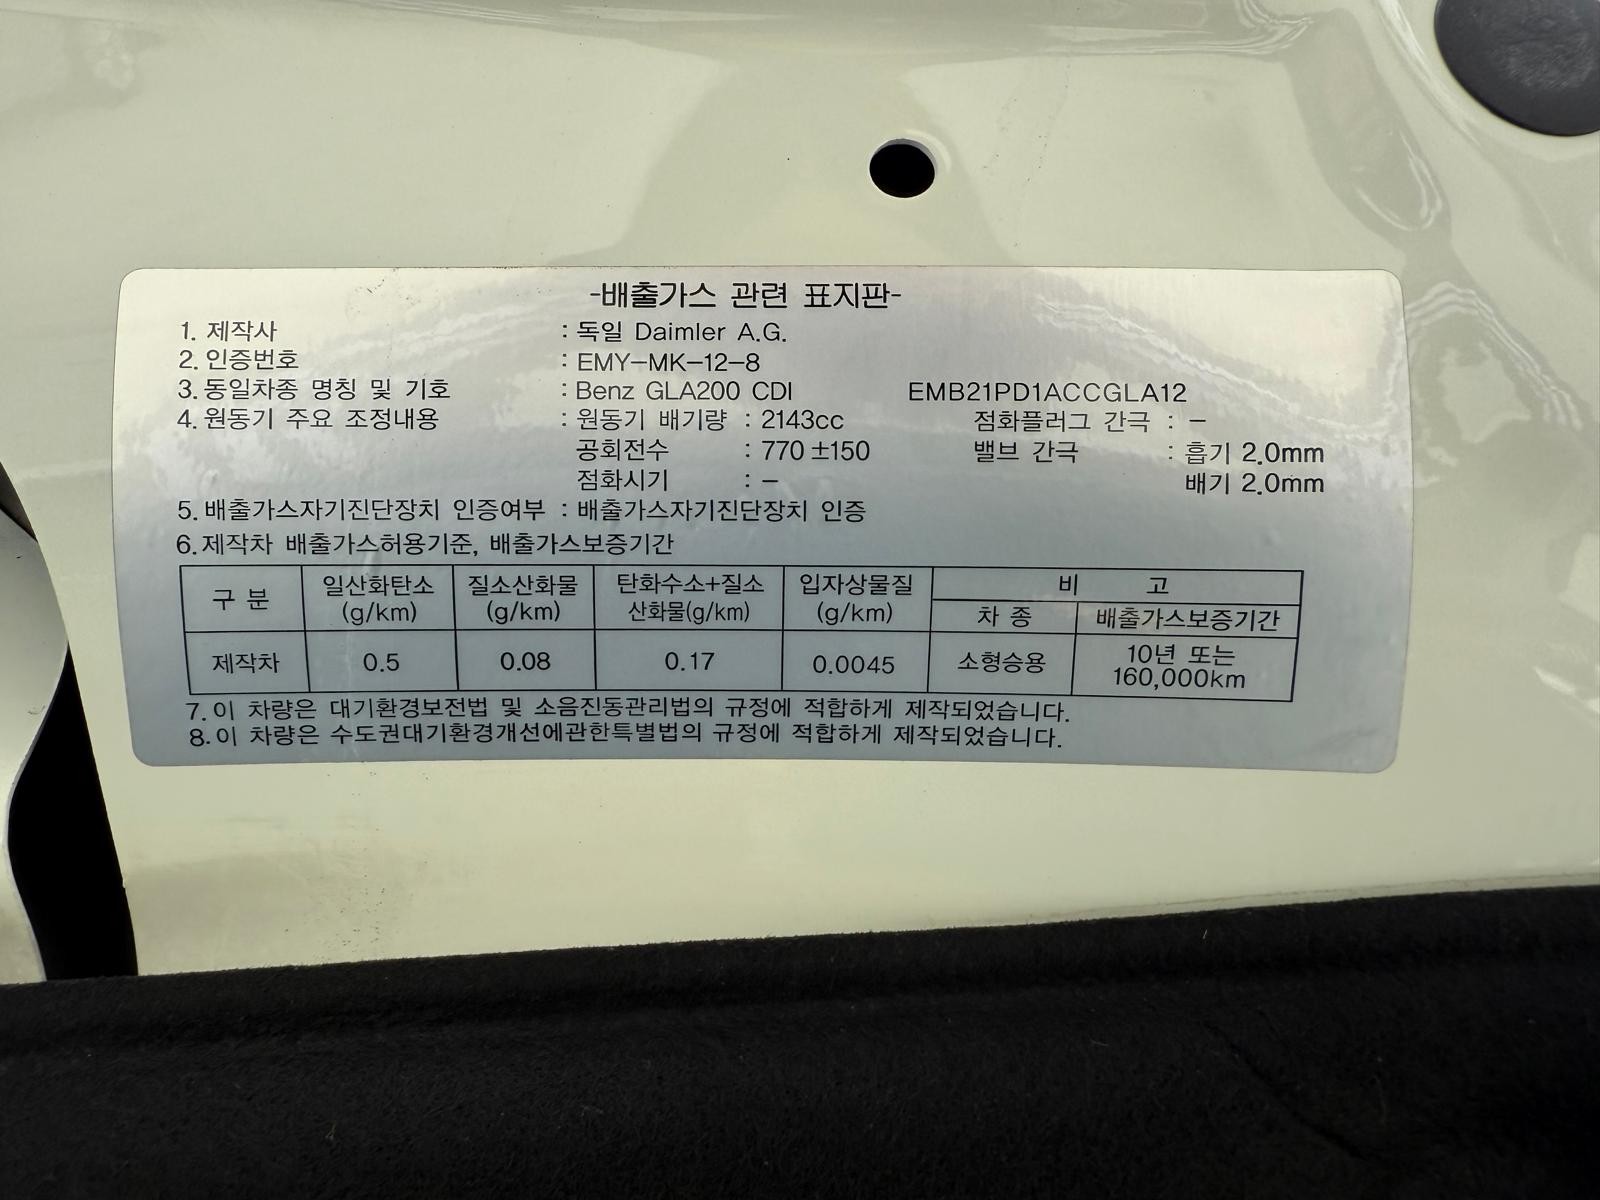 -배출가스 관련 표지판-
1. 제작사 : 독일 Daimler A.G.
2. 인증번호 : EMY-MK-12-8
3. 동일차종 명칭 및 기호 : Benz GLA200 CDI EMB21PD1ACCGLA12
4. 원동기 주요 조정내용 : 원동기 배기량 : 2143cc 점화플러그 간극 : -
공회전수 : 770 ±150 밸브 간극 : 흡기 2.0mm
점화시기 : - 배기 2.0mm
5. 배출가스자기진단장치 인증여부 : 배출가스자기진단장치 인증
6. 제작차 배출가스허용기준, 배출가스보증기간
구 분 일산화탄소 (g/km) 질소산화물 (g/km) 탄화수소+질소 산화물(g/km) 입자상물질 (g/km) 비 고
차 종 배출가스보증기간
제작차 0.5 0.08 0.17 0.0045 소형승용 10년 또는 160,000km
7. 이 차량은 대기환경보전법 및 소음진동관리법의 규정에 적합하게 제작되었습니다.
8. 이 차량은 수도권대기환경개선에관한특별법의 규정에 적합하게 제작되었습니다.